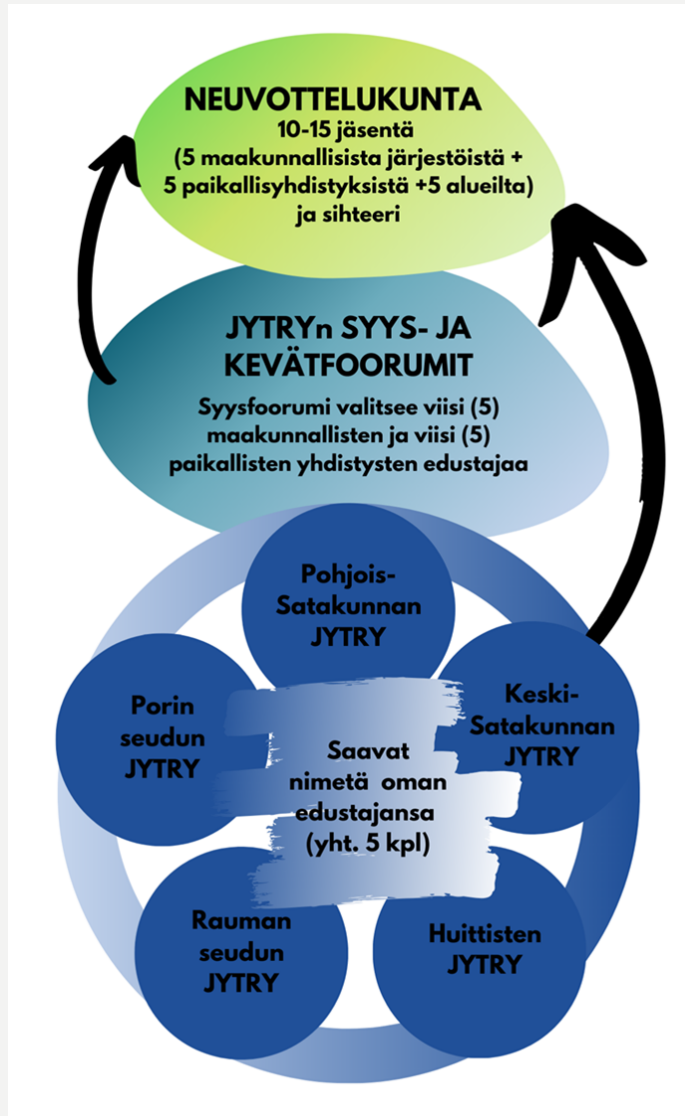 NEUVOTTELUKUNTA
10-15 jäsentä
(5 maakunnallisista järjestöistä +
5 paikallisyhdistyksistä +5 alueilta)
ja sihteeri
JYTRYn SYYS- JA
KEVÄTFOORUMIT
Syysfoorumi valitsee viisi (5)
maakunnallisten ja viisi (5)
paikallisten yhdistysten edustajaa
Pohjois-
Satakunnan
JYTRY
Porin
seudun
JYTRY
Keski-
Satakunnan
JYTRY
Saavat
nimetä oman
edustajansa
(yht. 5 kpl)
Rauman
seudun
JYTRY
Huittisten
JYTRY